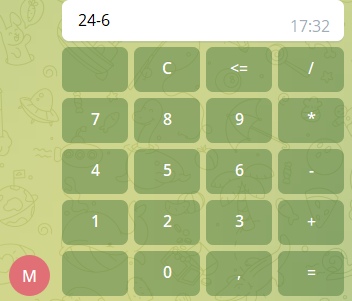 24-6
17:32
C <= /
7 8 9 *
4 5 6 -
1 2 3 +
M 0 , =